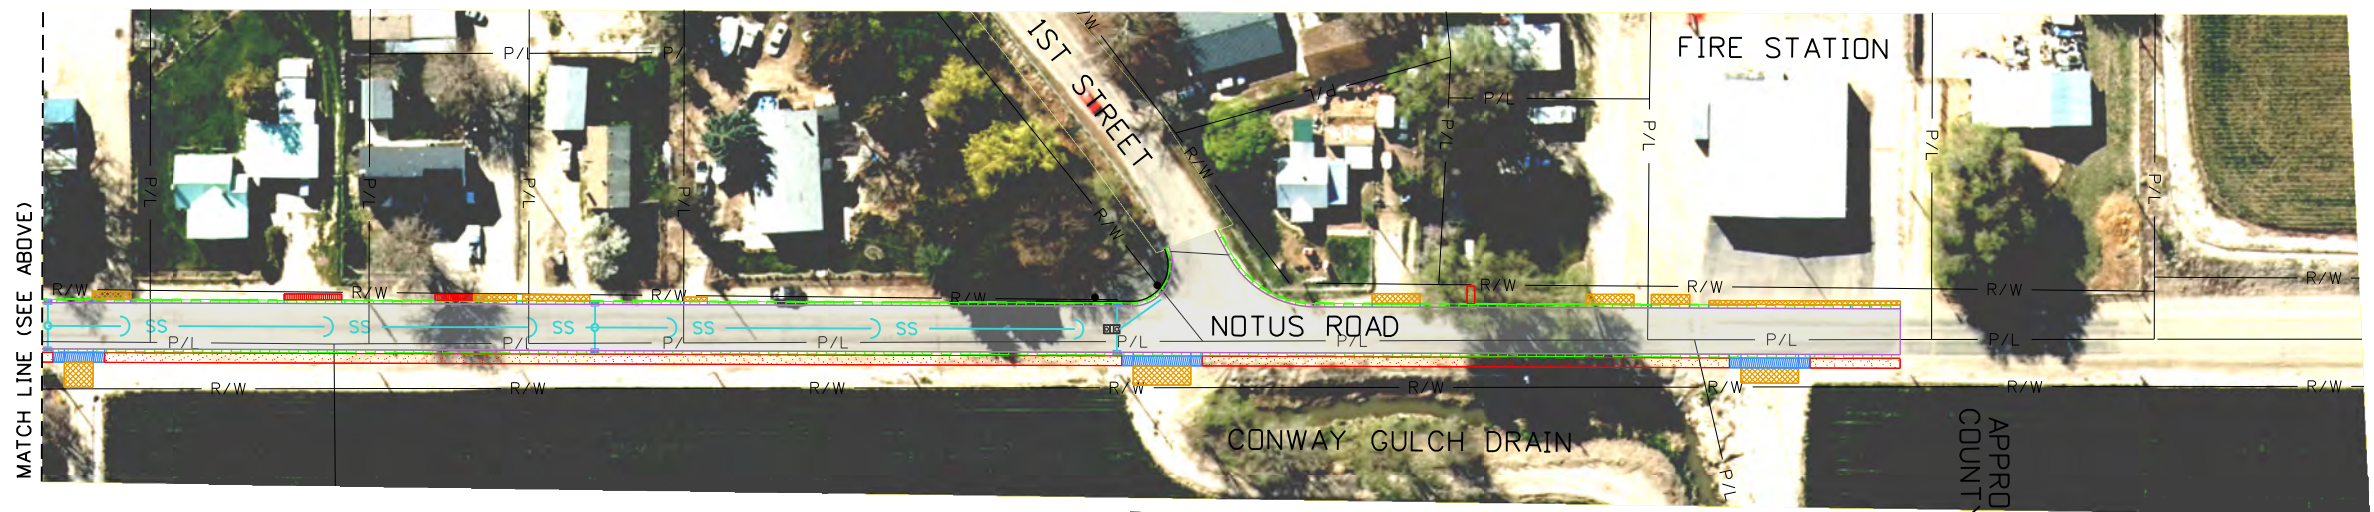 MATCH LINE (SEE ABOVE)
1ST STREET
FIRE STATION
NOTUS ROAD
CONWAY GULCH DRAIN
APPRO
COUNTY
R/W
P/L
P/L
P/
R/W
P/L
P/L
P/L
P/L
P/L
P/L
P/L
P/L
P/L
P/L
R/W
R/W
R/W
R/W
R/W
R/W
R/W
R/W
R/W
SS
SS
SS
SS
SS
P/L
P/L
P/
P/L
P/L
P/L
P/L
P/L
R/W
R/W
R/W
R/W
R/W
R/W
R/W
R/W
P/L